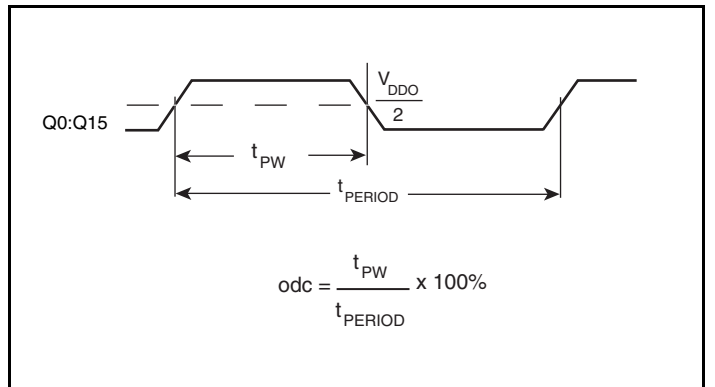 V_DDO
2
Q0:Q15
t_PW
t_PERIOD
odc = t_PW / t_PERIOD x 100%